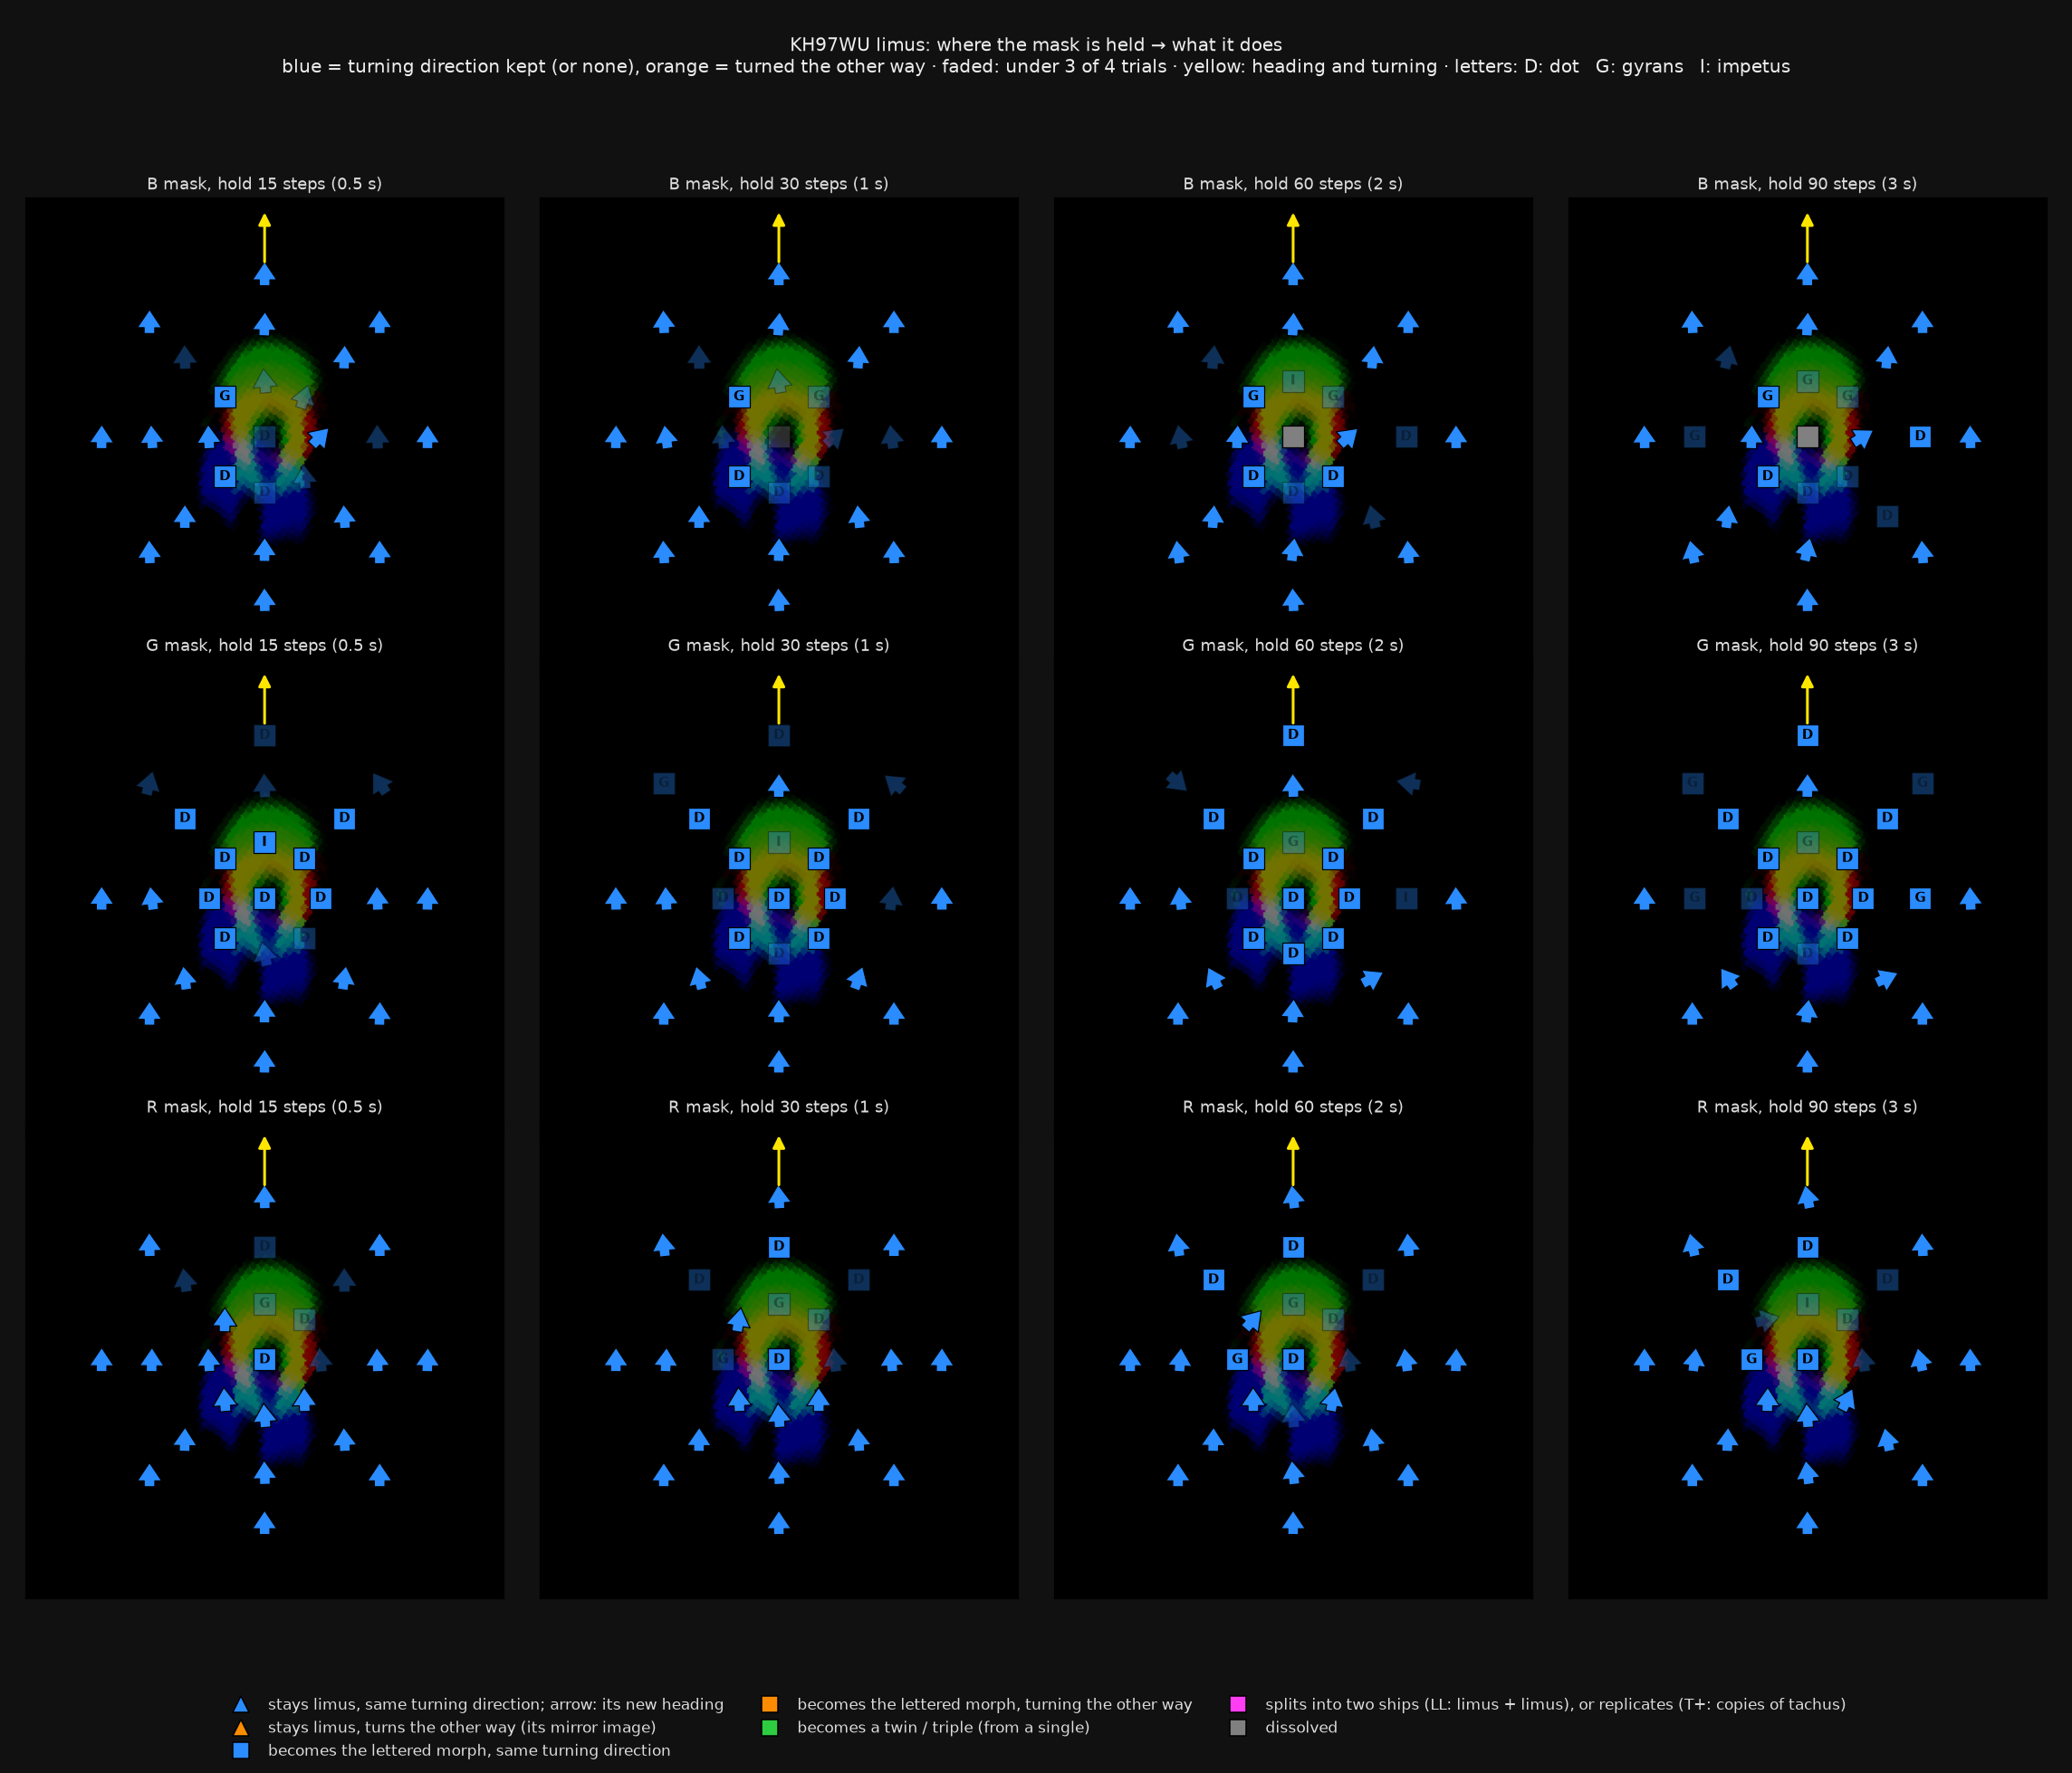 KH97WU limus: where the mask is held → what it does
blue = turning direction kept (or none), orange = turned the other way · faded: under 3 of 4 trials · yellow: heading and turning · letters: D: dot   G: gyrans   I: impetus
B mask, hold 15 steps (0.5 s)
B mask, hold 30 steps (1 s)
B mask, hold 60 steps (2 s)
B mask, hold 90 steps (3 s)
I G
G G G G G G G
D D D
G
D D D D D D D
D D D D
D
G mask, hold 15 steps (0.5 s)
G mask, hold 30 steps (1 s)
G mask, hold 60 steps (2 s)
G mask, hold 90 steps (3 s)
D D D D
G G G
D D D D D D D D
I I G G
D D D D D D D D
D D D D D D D D I G D D D G
D D D D D D D D
D D D
R mask, hold 15 steps (0.5 s)
R mask, hold 30 steps (1 s)
R mask, hold 60 steps (2 s)
R mask, hold 90 steps (3 s)
D D D D
D D D D D D
G G G I
D D D D
D G D G D G D
stays limus, same turning direction; arrow: its new heading
stays limus, turns the other way (its mirror image)
becomes the lettered morph, same turning direction
becomes the lettered morph, turning the other way
becomes a twin / triple (from a single)
splits into two ships (LL: limus + limus), or replicates (T+: copies of tachus)
dissolved